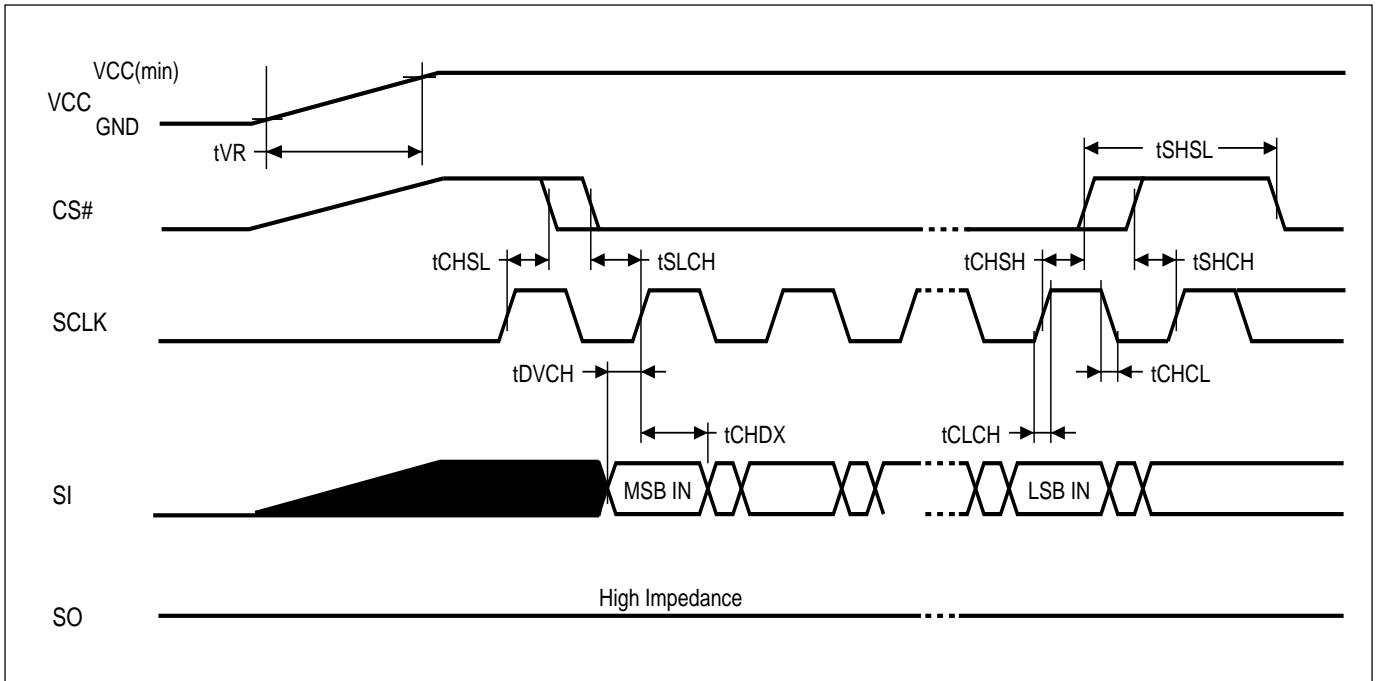 VCC(min)
VCC
GND
tVR
tSHSL
CS#
tCHSL
tSLCH
tCHSH
tSHCH
SCLK
tDVCH
tCHCL
tCHDX
tCLCH
SI
MSB IN
LSB IN
High Impedance
SO